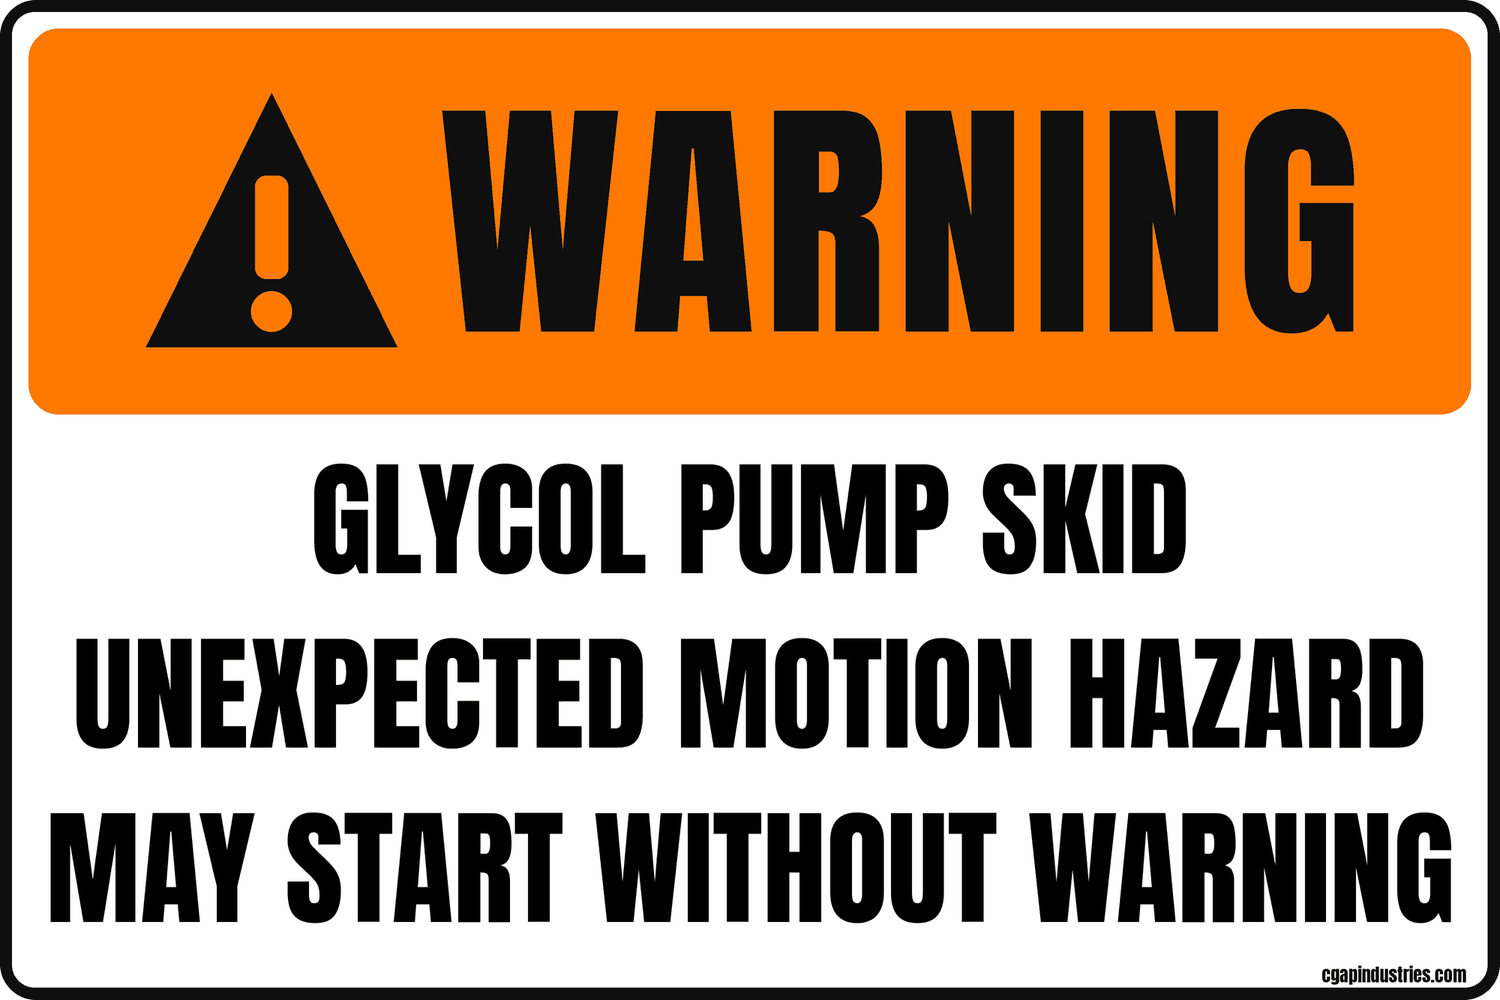 WARNING
GLYCOL PUMP SKID
UNEXPECTED MOTION HAZARD
MAY START WITHOUT WARNING
cgapindustries.com